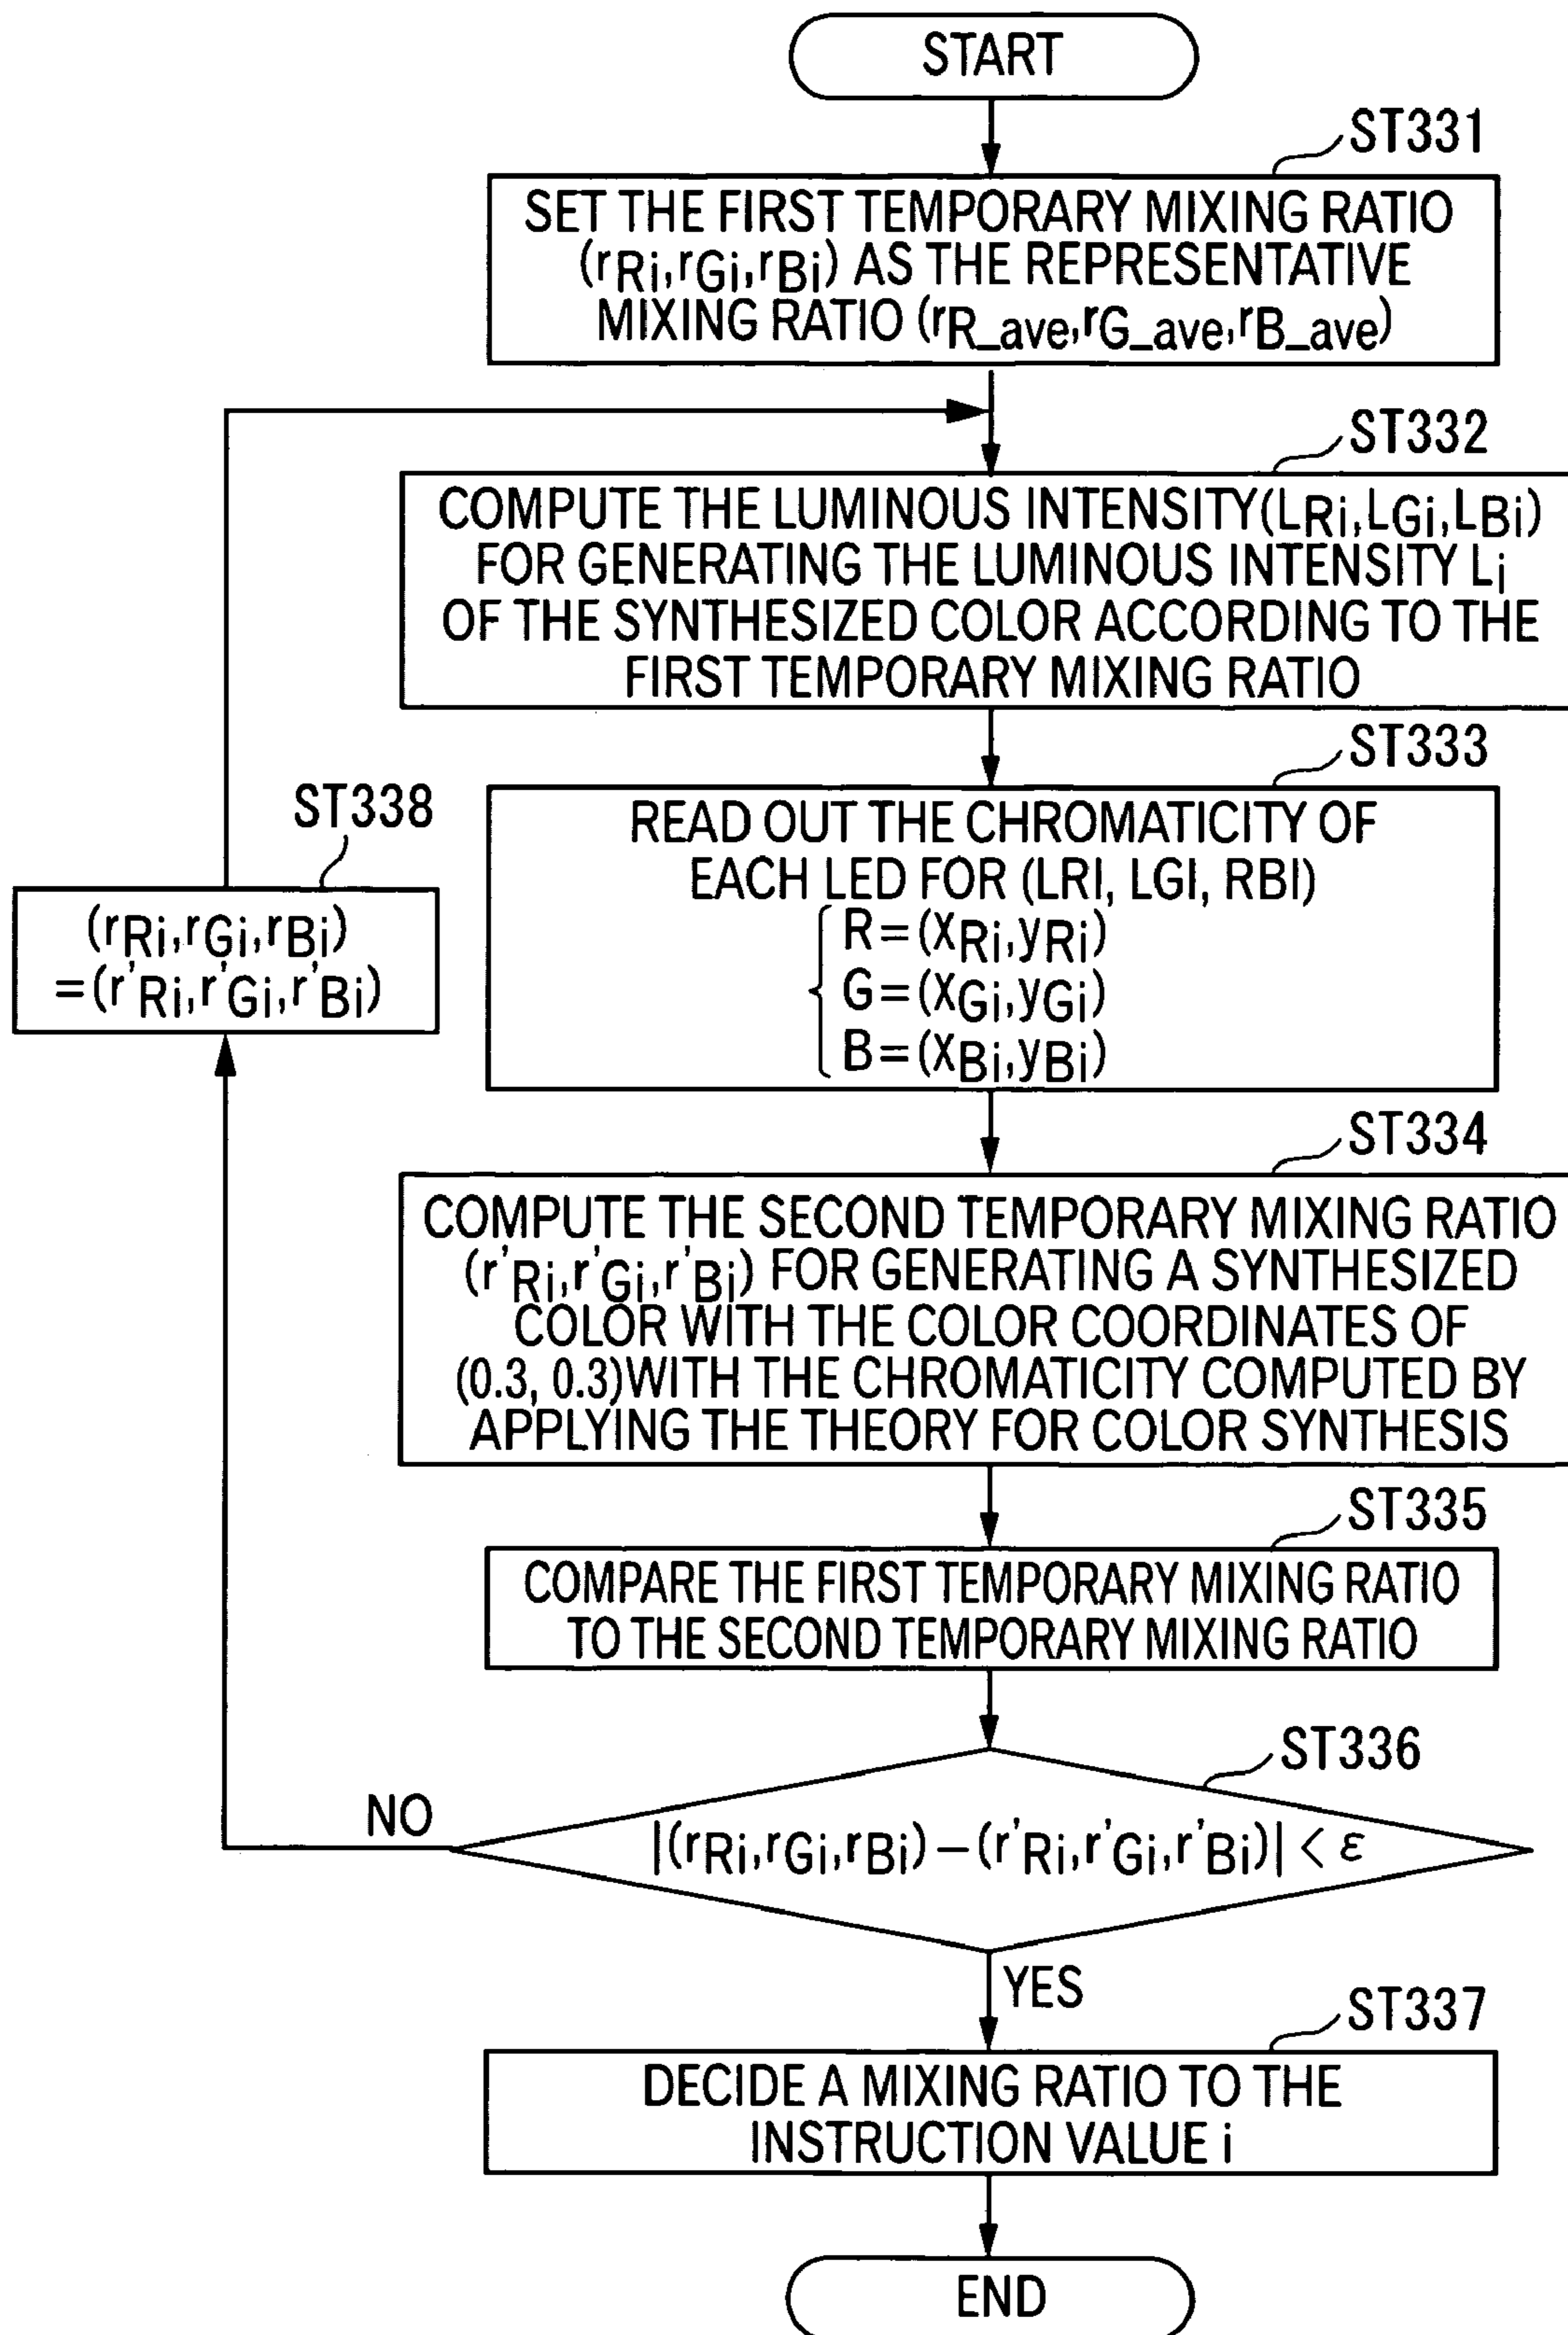 START
ST331
SET THE FIRST TEMPORARY MIXING RATIO
(rRi,rGi,rBi) AS THE REPRESENTATIVE
MIXING RATIO (rR_ave,rG_ave,rB_ave)
ST332
COMPUTE THE LUMINOUS INTENSITY(LRi,LGi,LBi)
FOR GENERATING THE LUMINOUS INTENSITY Li
OF THE SYNTHESIZED COLOR ACCORDING TO THE
FIRST TEMPORARY MIXING RATIO
ST333
READ OUT THE CHROMATICITY OF
EACH LED FOR (LRI, LGI, RBI)
R=(xRi,yRi)
G=(xGi,yGi)
B=(xBi,yBi)
ST338
(rRi,rGi,rBi)
=(r'Ri,r'Gi,r'Bi)
ST334
COMPUTE THE SECOND TEMPORARY MIXING RATIO
(r'Ri,r'Gi,r'Bi) FOR GENERATING A SYNTHESIZED
COLOR WITH THE COLOR COORDINATES OF
(0.3, 0.3)WITH THE CHROMATICITY COMPUTED BY
APPLYING THE THEORY FOR COLOR SYNTHESIS
ST335
COMPARE THE FIRST TEMPORARY MIXING RATIO
TO THE SECOND TEMPORARY MIXING RATIO
ST336
NO
|(rRi,rGi,rBi)−(r'Ri,r'Gi,r'Bi)| < ε
YES
ST337
DECIDE A MIXING RATIO TO THE
INSTRUCTION VALUE i
END